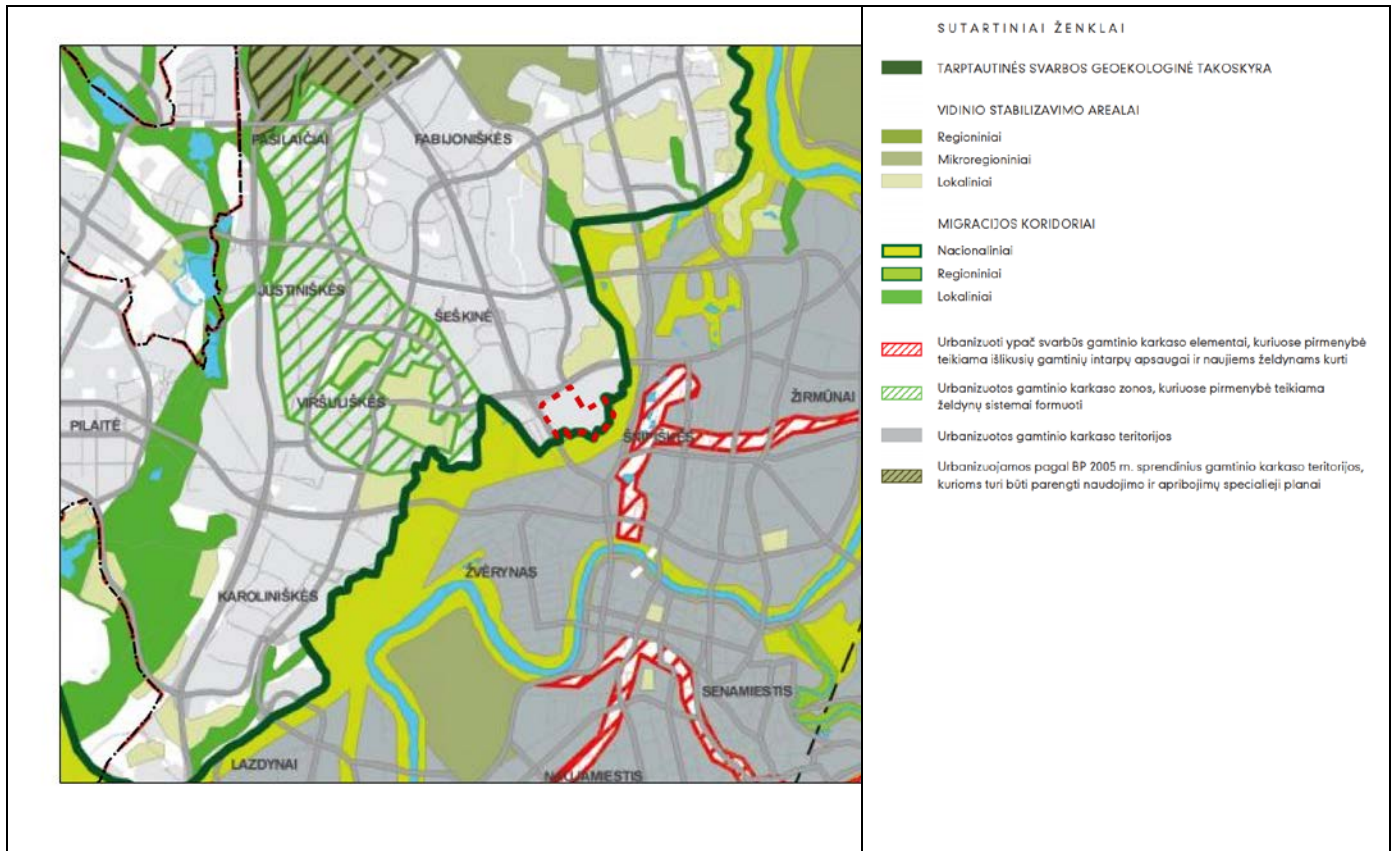 PAŠILAIČIAI
FABIJONIŠKĖS
JUSTINIŠKĖS
ŠEŠKINĖ
VIRŠULIŠKĖS
PILAITĖ
ŽIRMŪNAI
ŠNIPIŠKĖS
ŽVĖRYNAS
KAROLINIŠKĖS
SENAMIESTIS
LAZDYNAI
NAUJAMIESTIS
SUTARTINIAI ŽENKLAI
TARPTAUTINĖS SVARBOS GEOEKOLOGINĖ TAKOSKYRA
VIDINIO STABILIZAVIMO AREALAI
Regioniniai
Mikroregioniniai
Lokaliniai
MIGRACIJOS KORIDORIAI
Nacionaliniai
Regioniniai
Lokaliniai
Urbanizuoti ypač svarbūs gamtinio karkaso elementai, kuriuose pirmenybė
teikiama išlikusių gamtinių intarpų apsaugai ir naujiems želdynams kurti
Urbanizuotos gamtinio karkaso zonos, kuriuose pirmenybė teikiama
želdynų sistemai formuoti
Urbanizuotos gamtinio karkaso teritorijos
Urbanizuojamos pagal BP 2005 m. sprendinius gamtinio karkaso teritorijos,
kurioms turi būti parengti naudojimo ir apribojimų specialieji planai